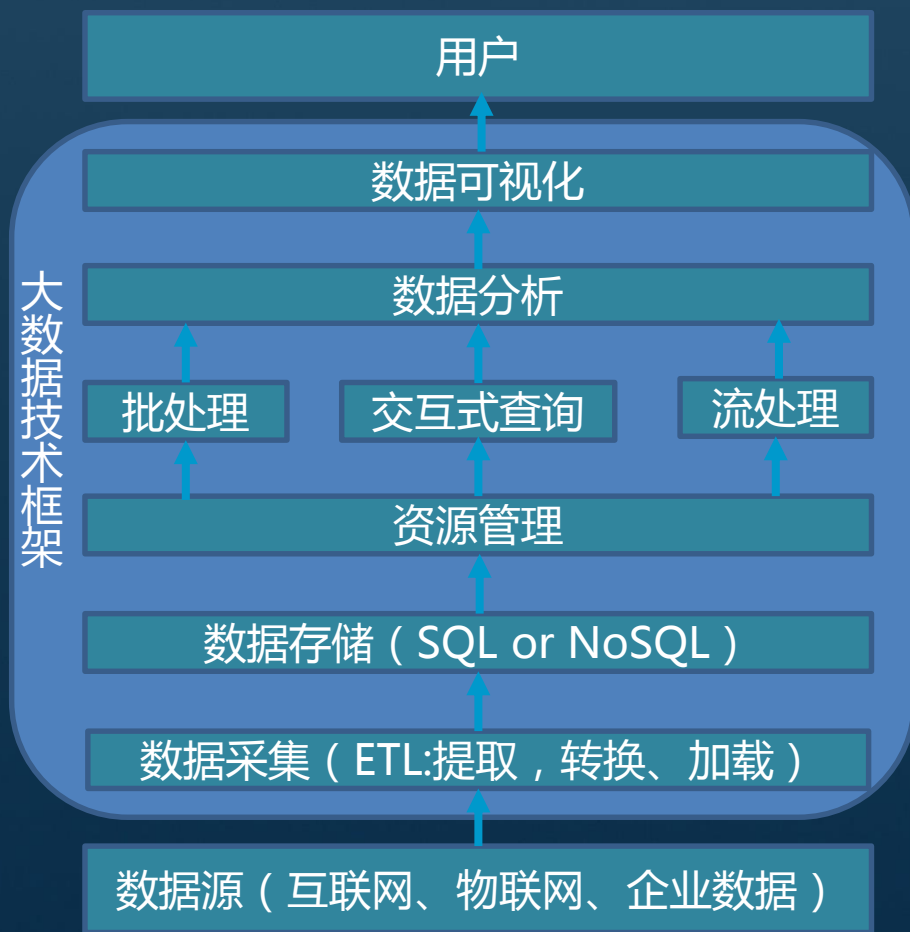 用户
数据可视化
数据分析
批处理
交互式查询
流处理
资源管理
数据存储（SQL or NoSQL）
数据采集（ETL:提取，转换、加载）
数据源（互联网、物联网、企业数据）
大数据技术框架